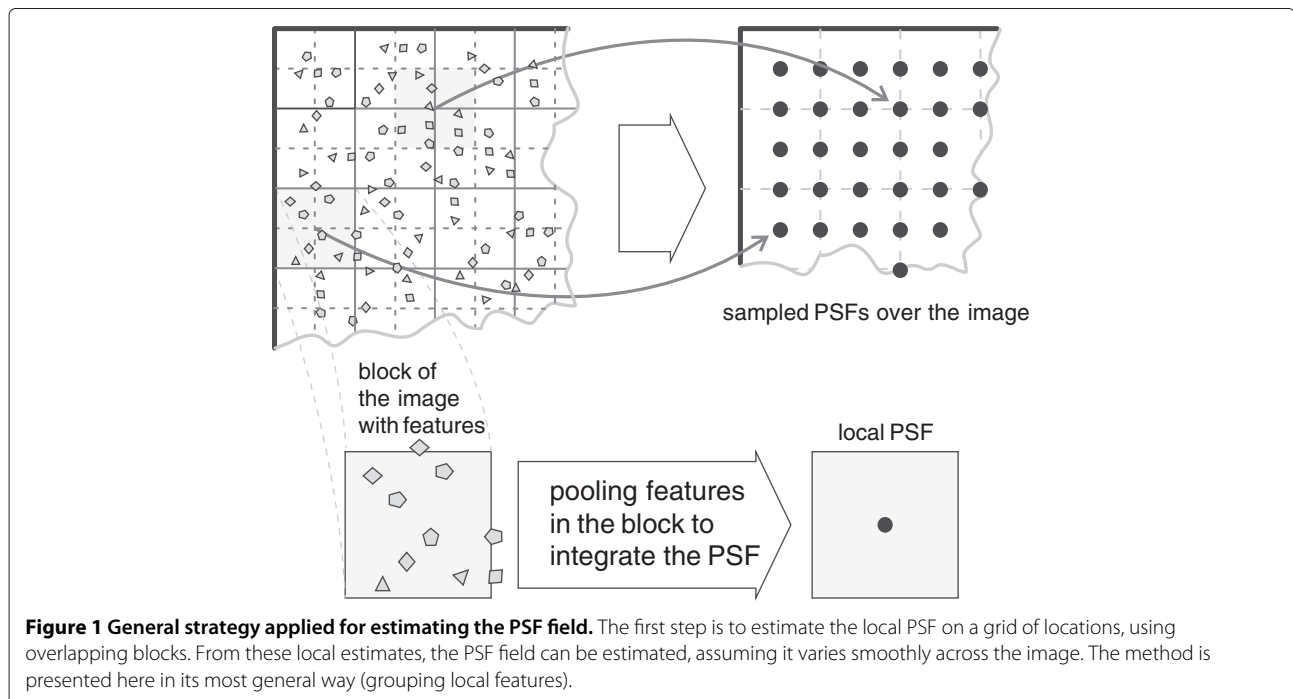 sampled PSFs over the image
block of
the image
with features
local PSF
pooling features
in the block to
integrate the PSF
Figure 1 General strategy applied for estimating the PSF field. The first step is to estimate the local PSF on a grid of locations, using
overlapping blocks. From these local estimates, the PSF field can be estimated, assuming it varies smoothly across the image. The method is
presented here in its most general way (grouping local features).